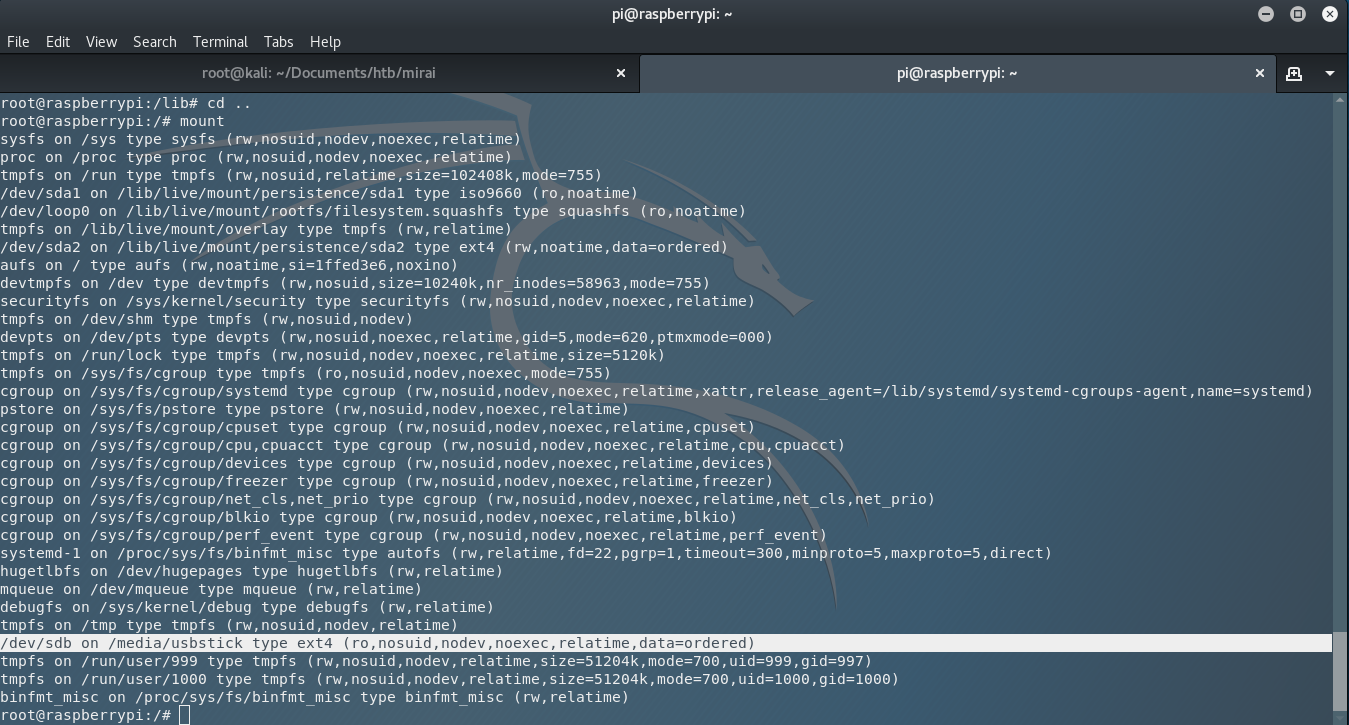 pi@raspberrypi: ~
File Edit View Search Terminal Tabs Help
root@kali: ~/Documents/htb/mirai
pi@raspberrypi: ~
root@raspberrypi:/lib# cd ..
root@raspberrypi:/# mount
sysfs on /sys type sysfs (rw,nosuid,nodev,noexec,relatime)
proc on /proc type proc (rw,nosuid,nodev,noexec,relatime)
tmpfs on /run type tmpfs (rw,nosuid,relatime,size=102408k,mode=755)
/dev/sda1 on /lib/live/mount/persistence/sda1 type iso9660 (ro,noatime)
/dev/loop0 on /lib/live/mount/rootfs/filesystem.squashfs type squashfs (ro,noatime)
tmpfs on /lib/live/mount/overlay type tmpfs (rw,relatime)
/dev/sda2 on /lib/live/mount/persistence/sda2 type ext4 (rw,noatime,data=ordered)
aufs on / type aufs (rw,noatime,si=1ffed3e6,noxino)
devtmpfs on /dev type devtmpfs (rw,nosuid,size=10240k,nr_inodes=58963,mode=755)
securityfs on /sys/kernel/security type securityfs (rw,nosuid,nodev,noexec,relatime)
tmpfs on /dev/shm type tmpfs (rw,nosuid,nodev)
devpts on /dev/pts type devpts (rw,nosuid,noexec,relatime,gid=5,mode=620,ptmxmode=000)
tmpfs on /run/lock type tmpfs (rw,nosuid,nodev,noexec,relatime,size=5120k)
tmpfs on /sys/fs/cgroup type tmpfs (ro,nosuid,nodev,noexec,mode=755)
cgroup on /sys/fs/cgroup/systemd type cgroup (rw,nosuid,nodev,noexec,relatime,xattr,release_agent=/lib/systemd/systemd-cgroups-agent,name=systemd)
pstore on /sys/fs/pstore type pstore (rw,nosuid,nodev,noexec,relatime)
cgroup on /sys/fs/cgroup/cpuset type cgroup (rw,nosuid,nodev,noexec,relatime,cpuset)
cgroup on /sys/fs/cgroup/cpu,cpuacct type cgroup (rw,nosuid,nodev,noexec,relatime,cpu,cpuacct)
cgroup on /sys/fs/cgroup/devices type cgroup (rw,nosuid,nodev,noexec,relatime,devices)
cgroup on /sys/fs/cgroup/freezer type cgroup (rw,nosuid,nodev,noexec,relatime,freezer)
cgroup on /sys/fs/cgroup/net_cls,net_prio type cgroup (rw,nosuid,nodev,noexec,relatime,net_cls,net_prio)
cgroup on /sys/fs/cgroup/blkio type cgroup (rw,nosuid,nodev,noexec,relatime,blkio)
cgroup on /sys/fs/cgroup/perf_event type cgroup (rw,nosuid,nodev,noexec,relatime,perf_event)
systemd-1 on /proc/sys/fs/binfmt_misc type autofs (rw,relatime,fd=22,pgrp=1,timeout=300,minproto=5,maxproto=5,direct)
hugetlbfs on /dev/hugepages type hugetlbfs (rw,relatime)
mqueue on /dev/mqueue type mqueue (rw,relatime)
debugfs on /sys/kernel/debug type debugfs (rw,relatime)
tmpfs on /tmp type tmpfs (rw,nosuid,nodev,relatime)
/dev/sdb on /media/usbstick type ext4 (ro,nosuid,nodev,noexec,relatime,data=ordered)
tmpfs on /run/user/999 type tmpfs (rw,nosuid,nodev,relatime,size=51204k,mode=700,uid=999,gid=997)
tmpfs on /run/user/1000 type tmpfs (rw,nosuid,nodev,relatime,size=51204k,mode=700,uid=1000,gid=1000)
binfmt_misc on /proc/sys/fs/binfmt_misc type binfmt_misc (rw,relatime)
root@raspberrypi:/#